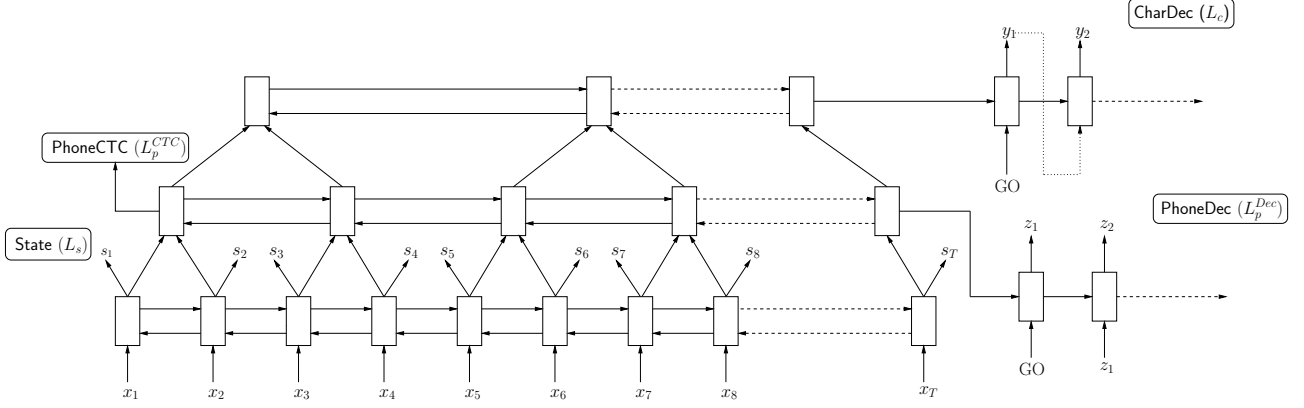 CharDec (L_c)
y_1 y_2
PhoneCTC (L_p^{CTC})
GO
PhoneDec (L_p^{Dec})
State (L_s)
s_1 s_2 s_3 s_4 s_5 s_6 s_7 s_8 s_T z_1 z_2
GO z_1
x_1 x_2 x_3 x_4 x_5 x_6 x_7 x_8 x_T